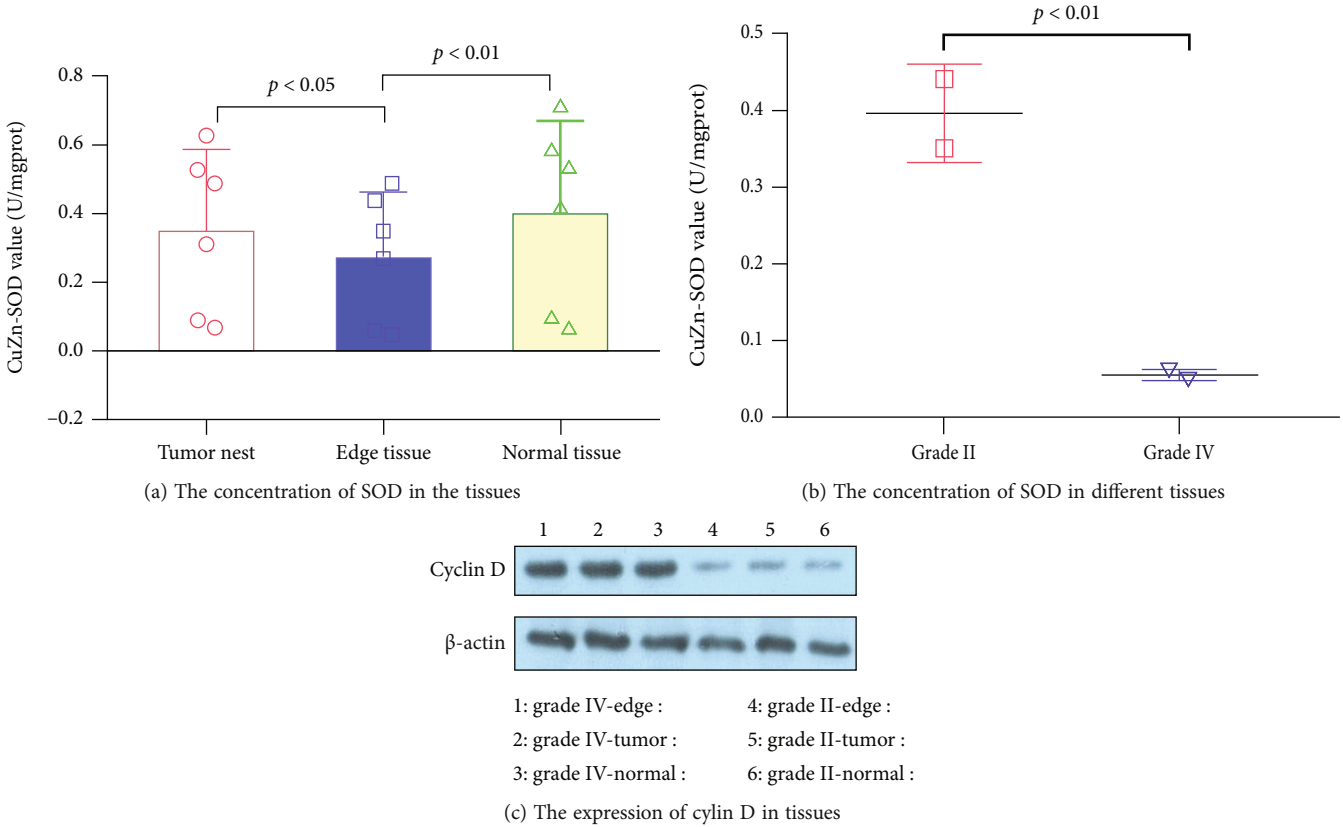 CuZn-SOD value (U/mgprot)
0.8
0.6
0.4
0.2
0.0
−0.2
p < 0.05
p < 0.01
Tumor nest
Edge tissue
Normal tissue
(a) The concentration of SOD in the tissues
CuZn-SOD value (U/mgprot)
0.5
0.4
0.3
0.2
0.1
0.0
p < 0.01
Grade II
Grade IV
(b) The concentration of SOD in different tissues
1 2 3 4 5 6
Cyclin D
β-actin
1: grade IV-edge :
2: grade IV-tumor :
3: grade IV-normal :
4: grade II-edge :
5: grade II-tumor :
6: grade II-normal :
(c) The expression of cylin D in tissues